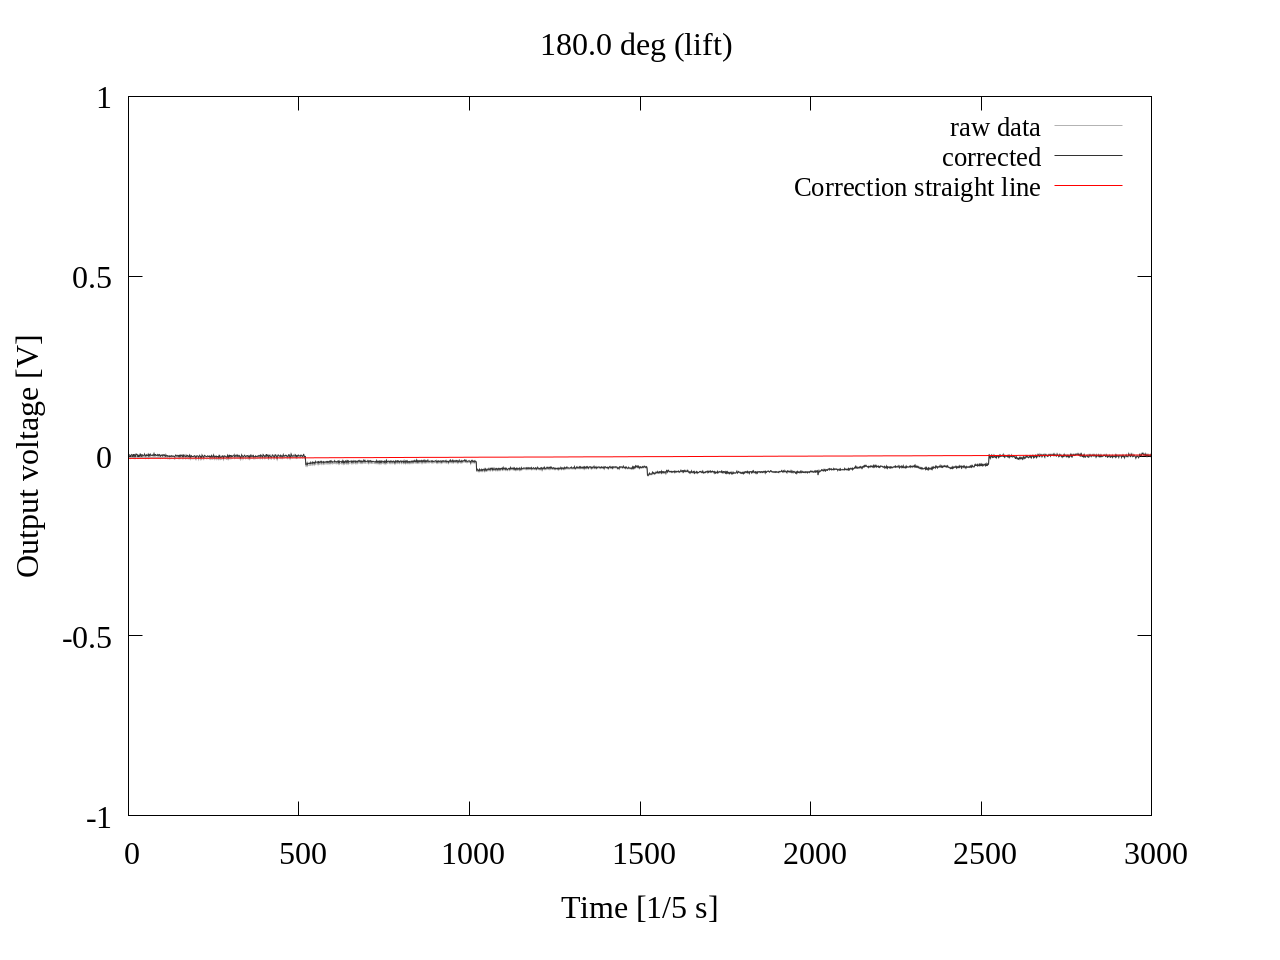 180.0 deg (lift)
1
raw data
corrected
Correction straight line
0.5
0
-0.5
-1
Output voltage [V]
0 500 1000 1500 2000 2500 3000
Time [1/5 s]